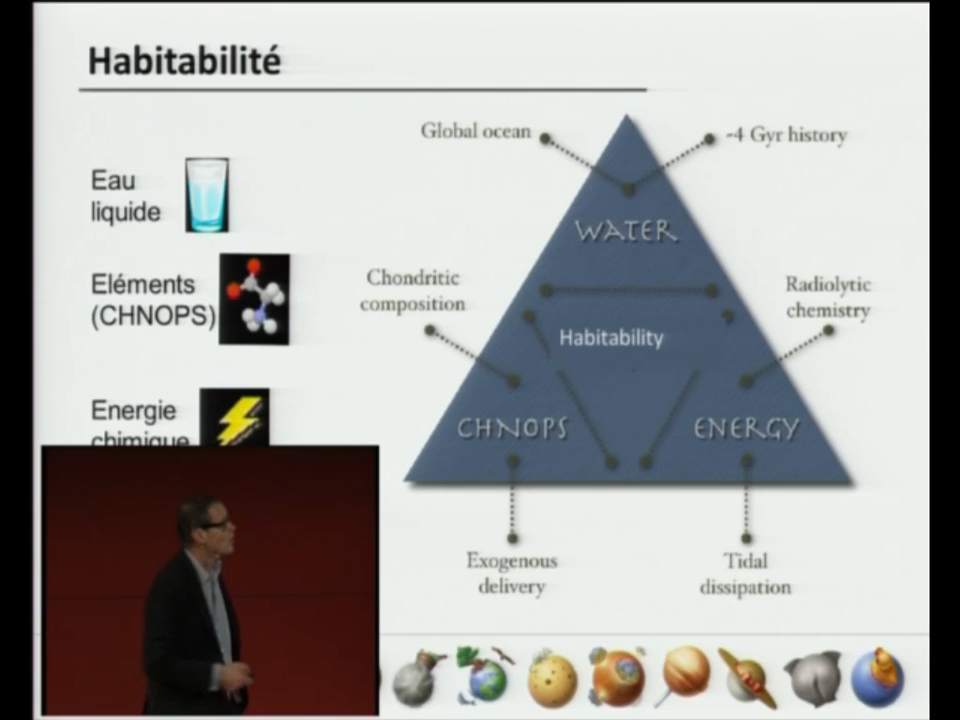 Habitabilité
Eau
liquide
Eléments
(CHNOPS)
Energie
chimique
Global ocean
~4 Gyr history
WATER
Chondritic
composition
Radiolytic
chemistry
Habitability
CHNOPS
ENERGY
Exogenous
delivery
Tidal
dissipation